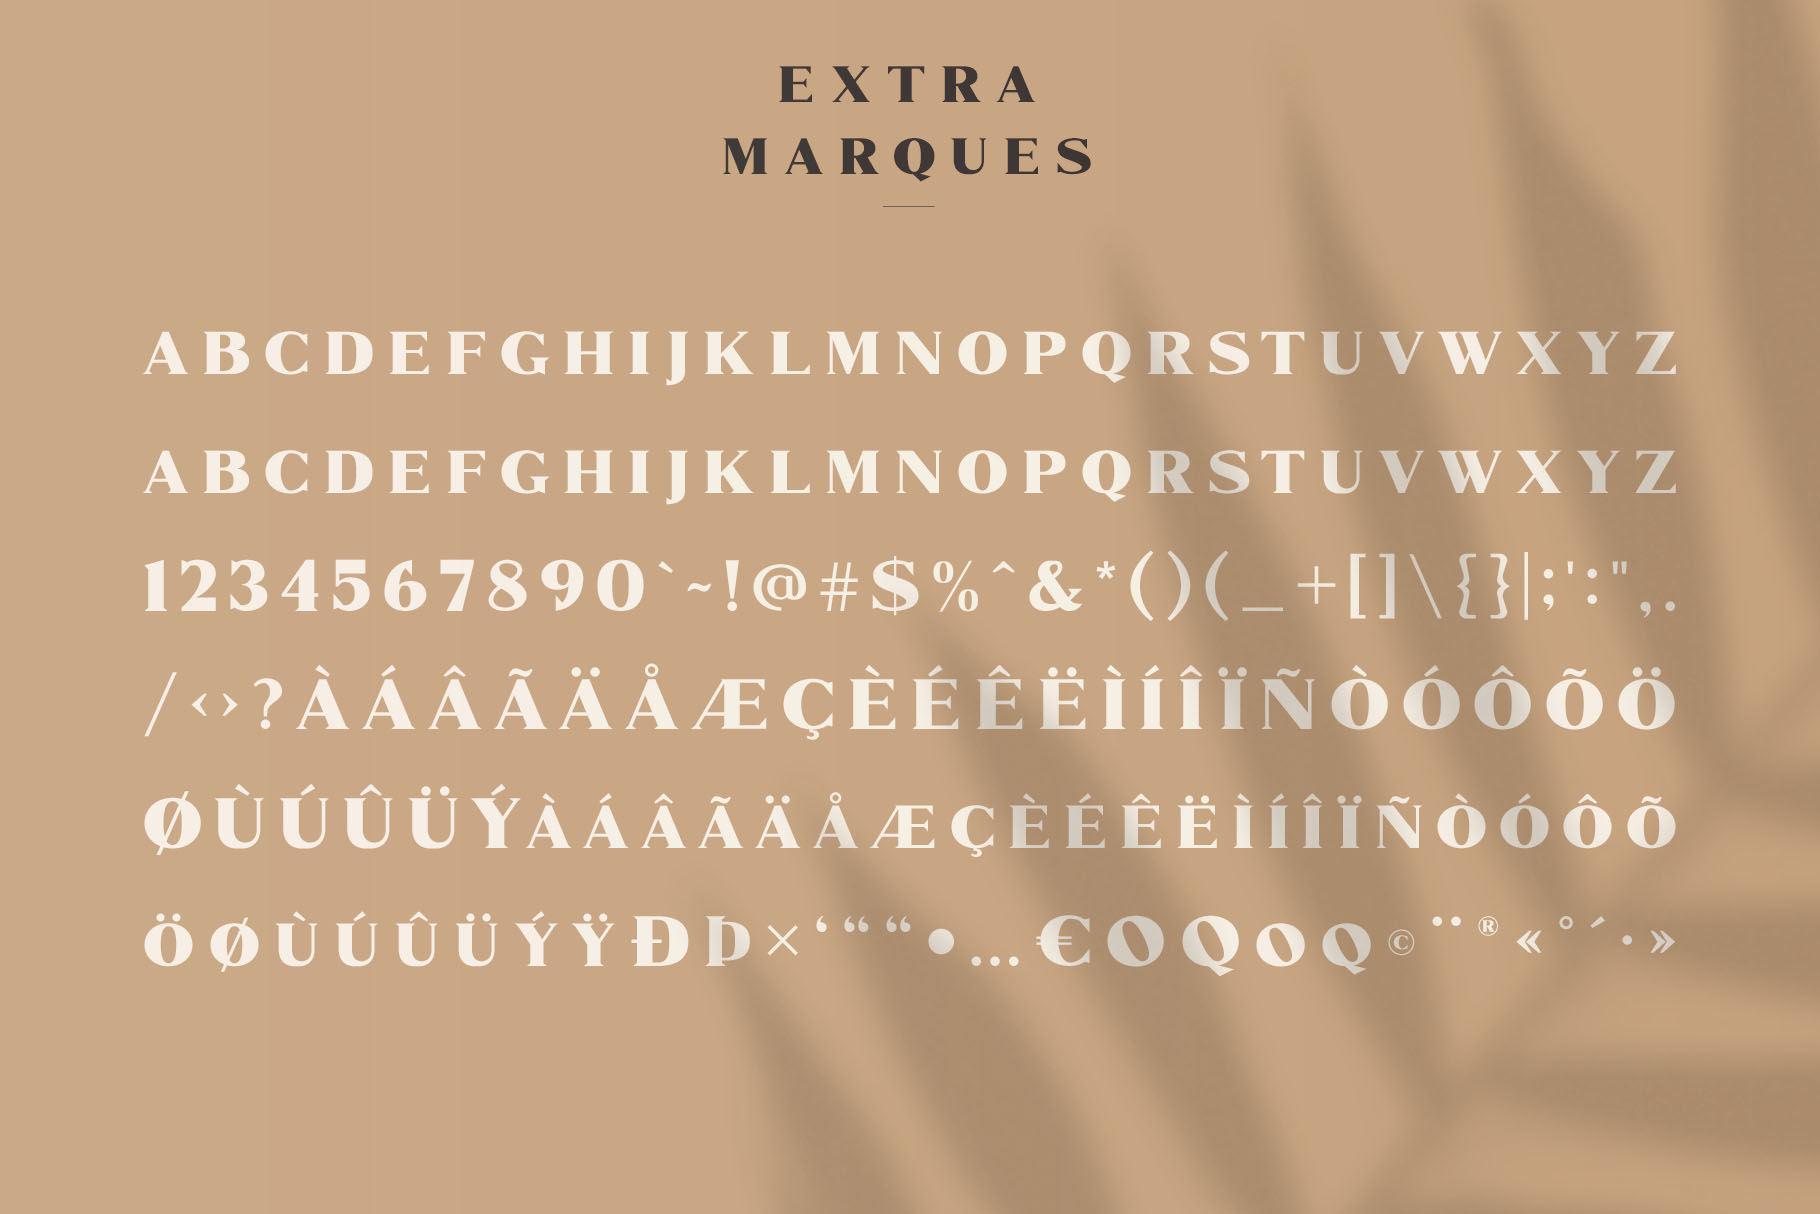 EXTRA
MARQUES
ABCDEFGHIJKLMNOPQRSTUVWXYZ
ABCDEFGHIJKLMNOPQRSTUVWXYZ
1234567890`~!@#$%^&*()(_+[]\{}|;':",.
/‹›?ÀÁÂÃÄÅÆÇÈÉÊËÌÍÎÏÑÒÓÔÕÖ
ØÙÚÛÜÝÀÁÂÃÄÅÆÇÈÉÊËÌÍÎÏÑÒÓÔÕ
ÖØÙÚÛÜÝŸÐÞ×‘““•…€OQOQ©¨®«°´·»